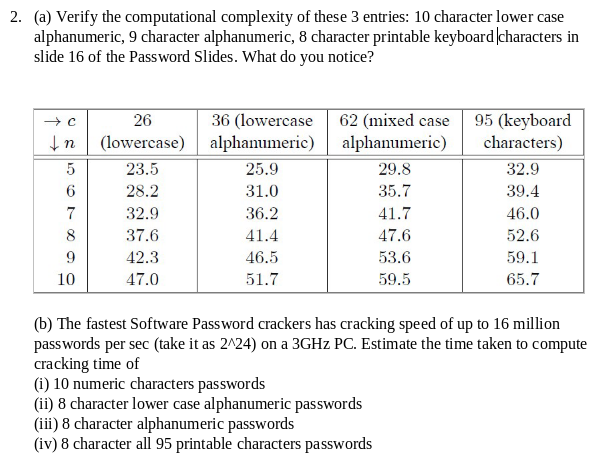 2. (a) Verify the computational complexity of these 3 entries: 10 character lower case
alphanumeric, 9 character alphanumeric, 8 character printable keyboard characters in
slide 16 of the Password Slides. What do you notice?
→ c 26 36 (lowercase 62 (mixed case 95 (keyboard
↓ n (lowercase) alphanumeric) alphanumeric) characters)
5 23.5 25.9 29.8 32.9
6 28.2 31.0 35.7 39.4
7 32.9 36.2 41.7 46.0
8 37.6 41.4 47.6 52.6
9 42.3 46.5 53.6 59.1
10 47.0 51.7 59.5 65.7
(b) The fastest Software Password crackers has cracking speed of up to 16 million
passwords per sec (take it as 2^24) on a 3GHz PC. Estimate the time taken to compute
cracking time of
(i) 10 numeric characters passwords
(ii) 8 character lower case alphanumeric passwords
(iii) 8 character alphanumeric passwords
(iv) 8 character all 95 printable characters passwords